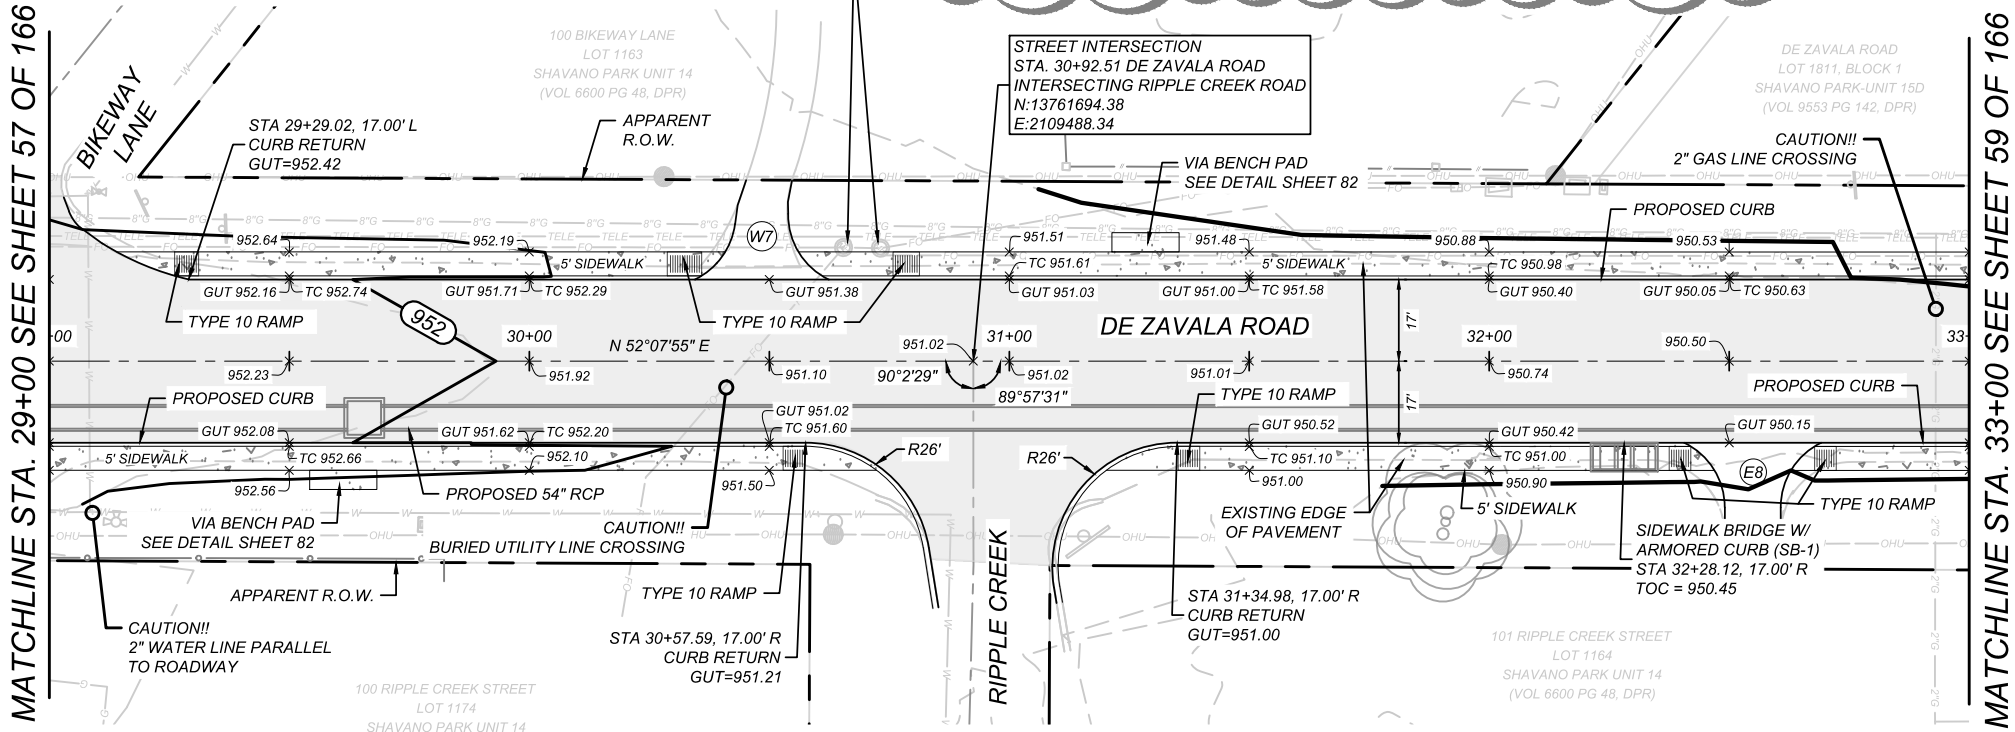 MATCHLINE STA. 29+00 SEE SHEET 57 OF 166
BIKEWAY
LANE
100 BIKEWAY LANE
LOT 1163
SHAVANO PARK UNIT 14
(VOL 6600 PG 48, DPR)
STREET INTERSECTION
STA. 30+92.51 DE ZAVALA ROAD
INTERSECTING RIPPLE CREEK ROAD
N:13761694.38
E:2109488.34
DE ZAVALA ROAD
LOT 1811, BLOCK 1
SHAVANO PARK-UNIT 15D
(VOL 9553 PG 142, DPR)
STA 29+29.02, 17.00' L
CURB RETURN
GUT=952.42
APPARENT
R.O.W.
VIA BENCH PAD
SEE DETAIL SHEET 82
CAUTION!!
2" GAS LINE CROSSING
PROPOSED CURB
952.64
952.19
W7
951.51
951.48
950.88
950.53
5' SIDEWALK
TC 951.61
5' SIDEWALK
TC 950.98
GUT 952.16
TC 952.74
GUT 951.71
TC 952.29
GUT 951.38
GUT 951.03
GUT 951.00
TC 951.58
GUT 950.40
GUT 950.05
TC 950.63
TYPE 10 RAMP
952
TYPE 10 RAMP
DE ZAVALA ROAD
17'
-00
30+00
N 52°07'55" E
951.02
31+00
32+00
950.50
33-
952.23
951.92
951.10
90°2'29"
951.02
951.01
950.74
89°57'31"
PROPOSED CURB
TYPE 10 RAMP
17'
PROPOSED CURB
GUT 952.08
GUT 951.62
TC 952.20
GUT 951.02
TC 951.60
GUT 950.52
GUT 950.42
GUT 950.15
5' SIDEWALK
TC 952.66
952.10
R26'
R26'
TC 951.10
TC 951.00
E8
952.56
PROPOSED 54" RCP
951.50
951.00
950.90
VIA BENCH PAD
SEE DETAIL SHEET 82
CAUTION!!
BURIED UTILITY LINE CROSSING
EXISTING EDGE
OF PAVEMENT
5' SIDEWALK
TYPE 10 RAMP
SIDEWALK BRIDGE W/
ARMORED CURB (SB-1)
STA 32+28.12, 17.00' R
TOC = 950.45
APPARENT R.O.W.
TYPE 10 RAMP
RIPPLE CREEK
STA 31+34.98, 17.00' R
CURB RETURN
GUT=951.00
CAUTION!!
2" WATER LINE PARALLEL
TO ROADWAY
STA 30+57.59, 17.00' R
CURB RETURN
GUT=951.21
100 RIPPLE CREEK STREET
LOT 1174
SHAVANO PARK UNIT 14
101 RIPPLE CREEK STREET
LOT 1164
SHAVANO PARK UNIT 14
(VOL 6600 PG 48, DPR)
MATCHLINE STA. 33+00 SEE SHEET 59 OF 166